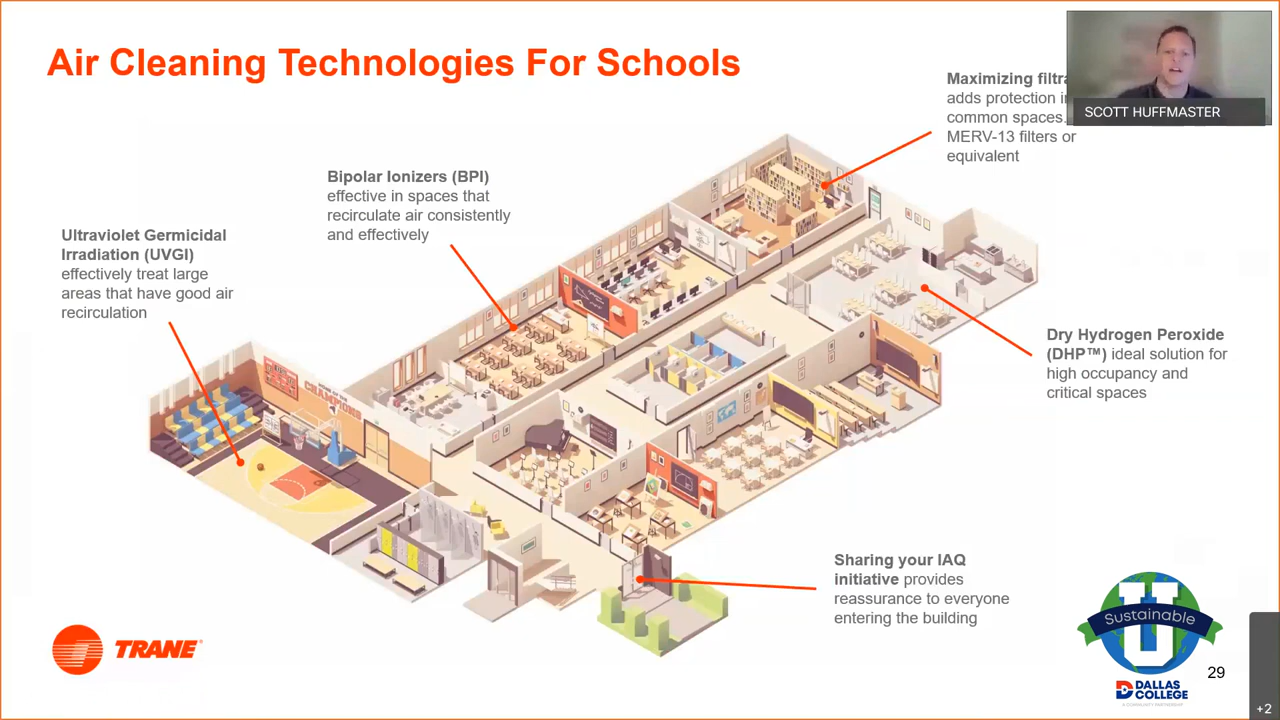 Air Cleaning Technologies For Schools
SCOTT HUFFMASTER
Maximizing
adds protection
common spaces.
MERV-13 filters or
equivalent
Bipolar Ionizers (BPI)
effective in spaces that
recirculate air consistently
and effectively
Ultraviolet Germicidal
Irradiation (UVGI)
effectively treat large
areas that have good air
recirculation
Dry Hydrogen Peroxide
(DHP™) ideal solution for
high occupancy and
critical spaces
CHAMPIONS
Sharing your IAQ
initiative provides
reassurance to everyone
entering the building
TRANE
U
Sustainable
DALLAS
COLLEGE
29
+2